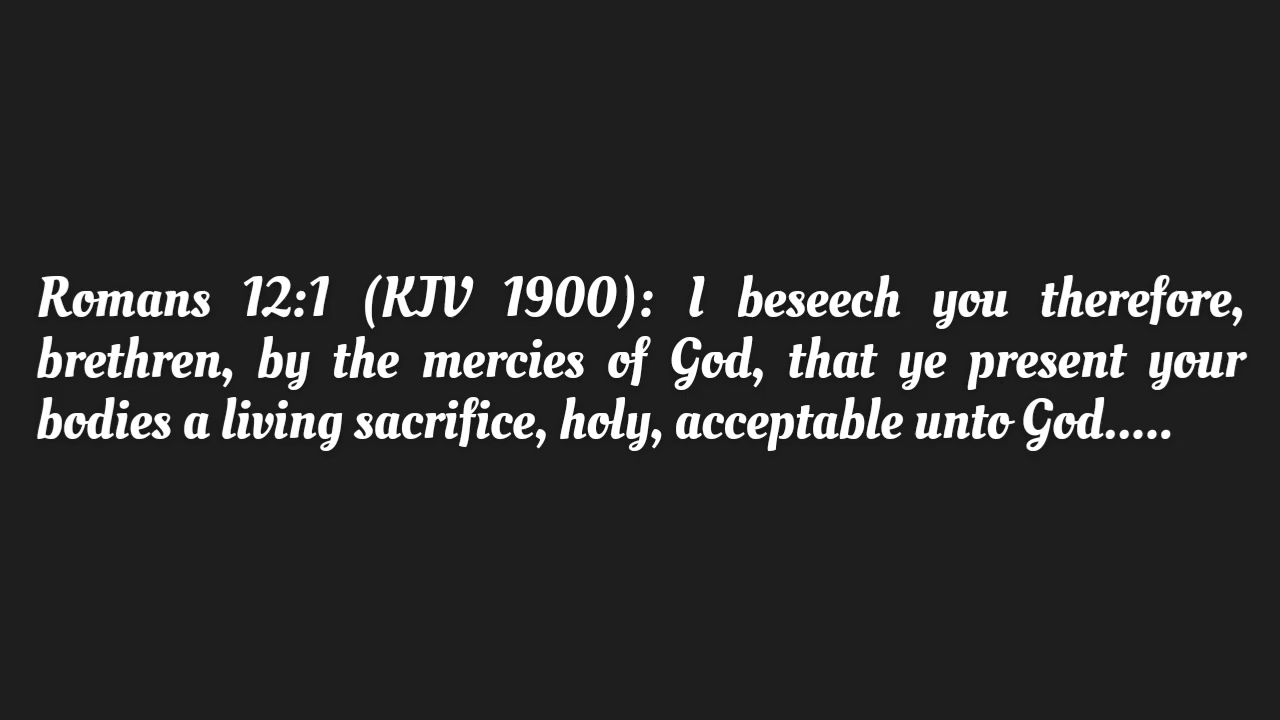 Romans 12:1 (KJV 1900): I beseech you therefore,
brethren, by the mercies of God, that ye present your
bodies a living sacrifice, holy, acceptable unto God.....